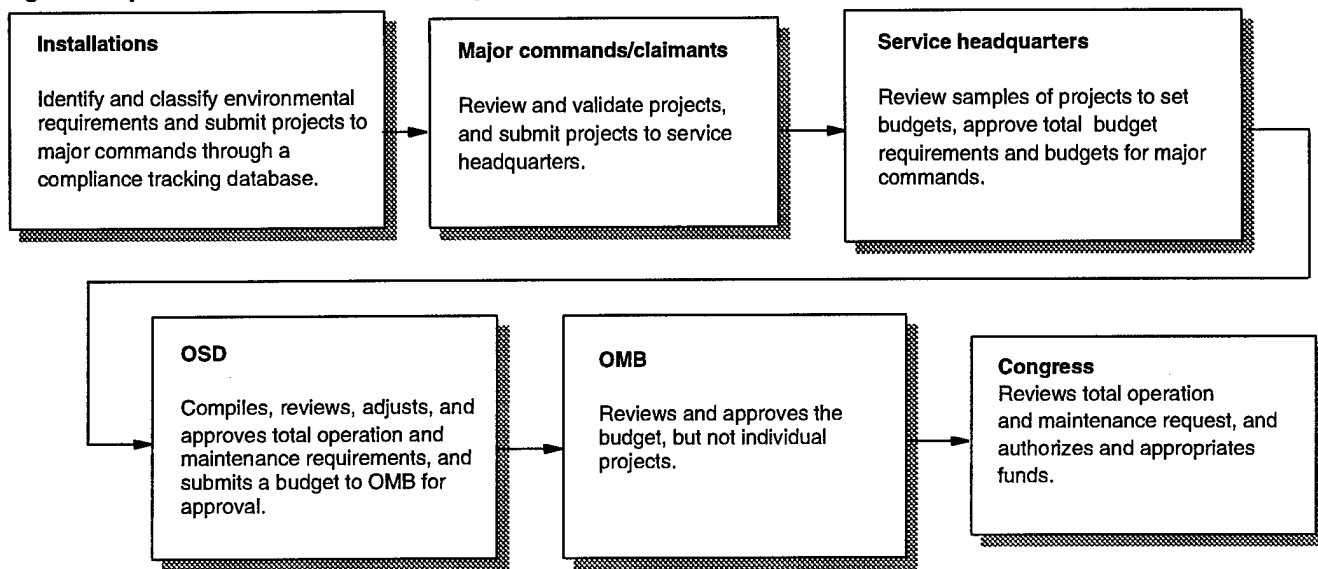 Installations
Identify and classify environmental
requirements and submit projects to
major commands through a
compliance tracking database.
Major commands/claimants
Review and validate projects,
and submit projects to service
headquarters.
Service headquarters
Review samples of projects to set
budgets, approve total budget
requirements and budgets for major
commands.
OSD
Compiles, reviews, adjusts, and
approves total operation and
maintenance requirements, and
submits a budget to OMB for
approval.
OMB
Reviews and approves the
budget, but not individual
projects.
Congress
Reviews total operation
and maintenance request, and
authorizes and appropriates
funds.